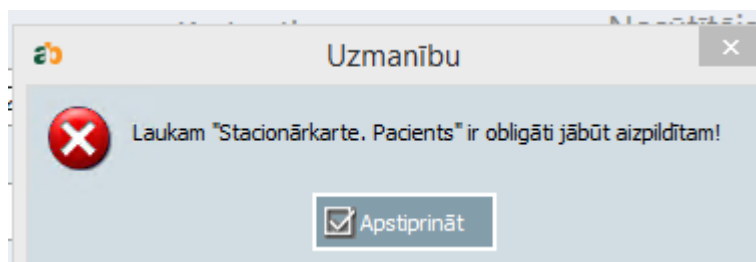 Uzmanību
Laukam "Stacionārkarte. Pacients" ir obligāti jābūt aizpildītam!
Apstiprināt